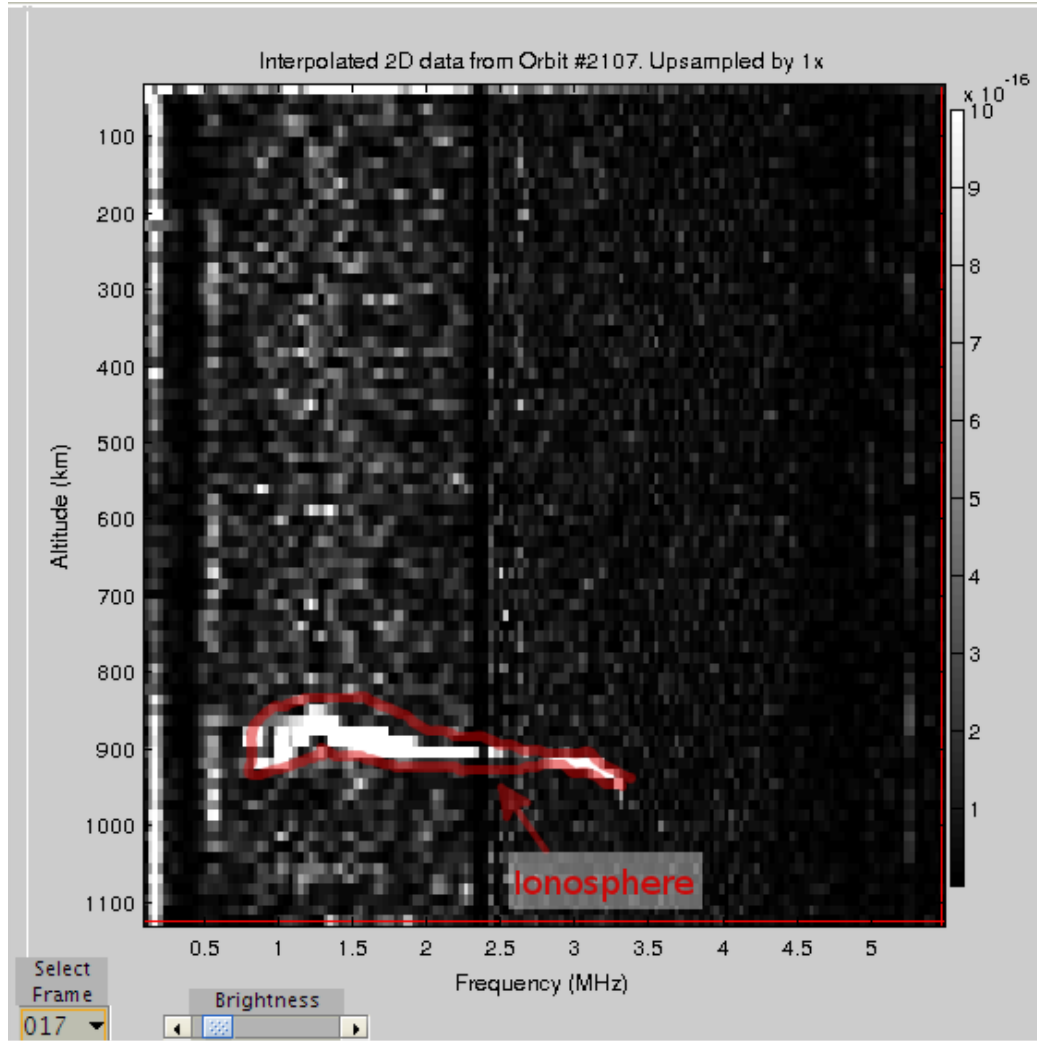 Interpolated 2D data from Orbit #2107. Upsampled by 1x
x 10^-16
10
9
8
7
6
5
4
3
2
1
Altitude (km)
100
200
300
400
500
600
700
800
900
1000
1100
Ionosphere
0.5 1 1.5 2 2.5 3 3.5 4 4.5 5
Frequency (MHz)
Select
Frame
017
Brightness